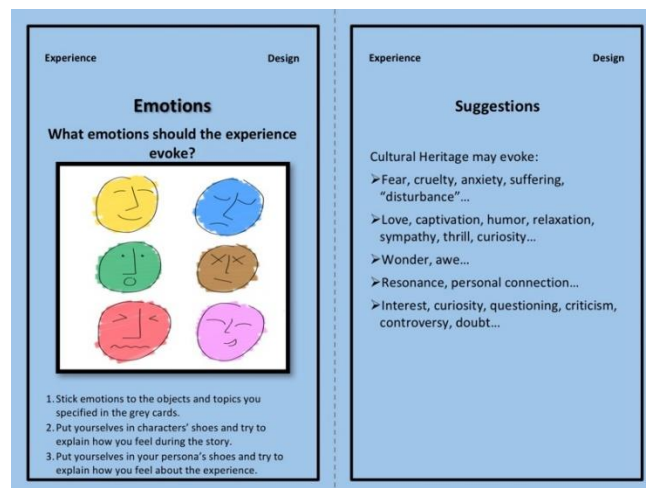 Experience Design
Emotions
What emotions should the experience
evoke?
1. Stick emotions to the objects and topics you
specified in the grey cards.
2. Put yourselves in characters' shoes and try to
explain how you feel during the story.
3. Put yourselves in your persona's shoes and try to
explain how you feel about the experience.
Experience Design
Suggestions
Cultural Heritage may evoke:
➢Fear, cruelty, anxiety, suffering,
"disturbance"…
➢Love, captivation, humor, relaxation,
sympathy, thrill, curiosity…
➢Wonder, awe…
➢Resonance, personal connection…
➢Interest, curiosity, questioning, criticism,
controversy, doubt…